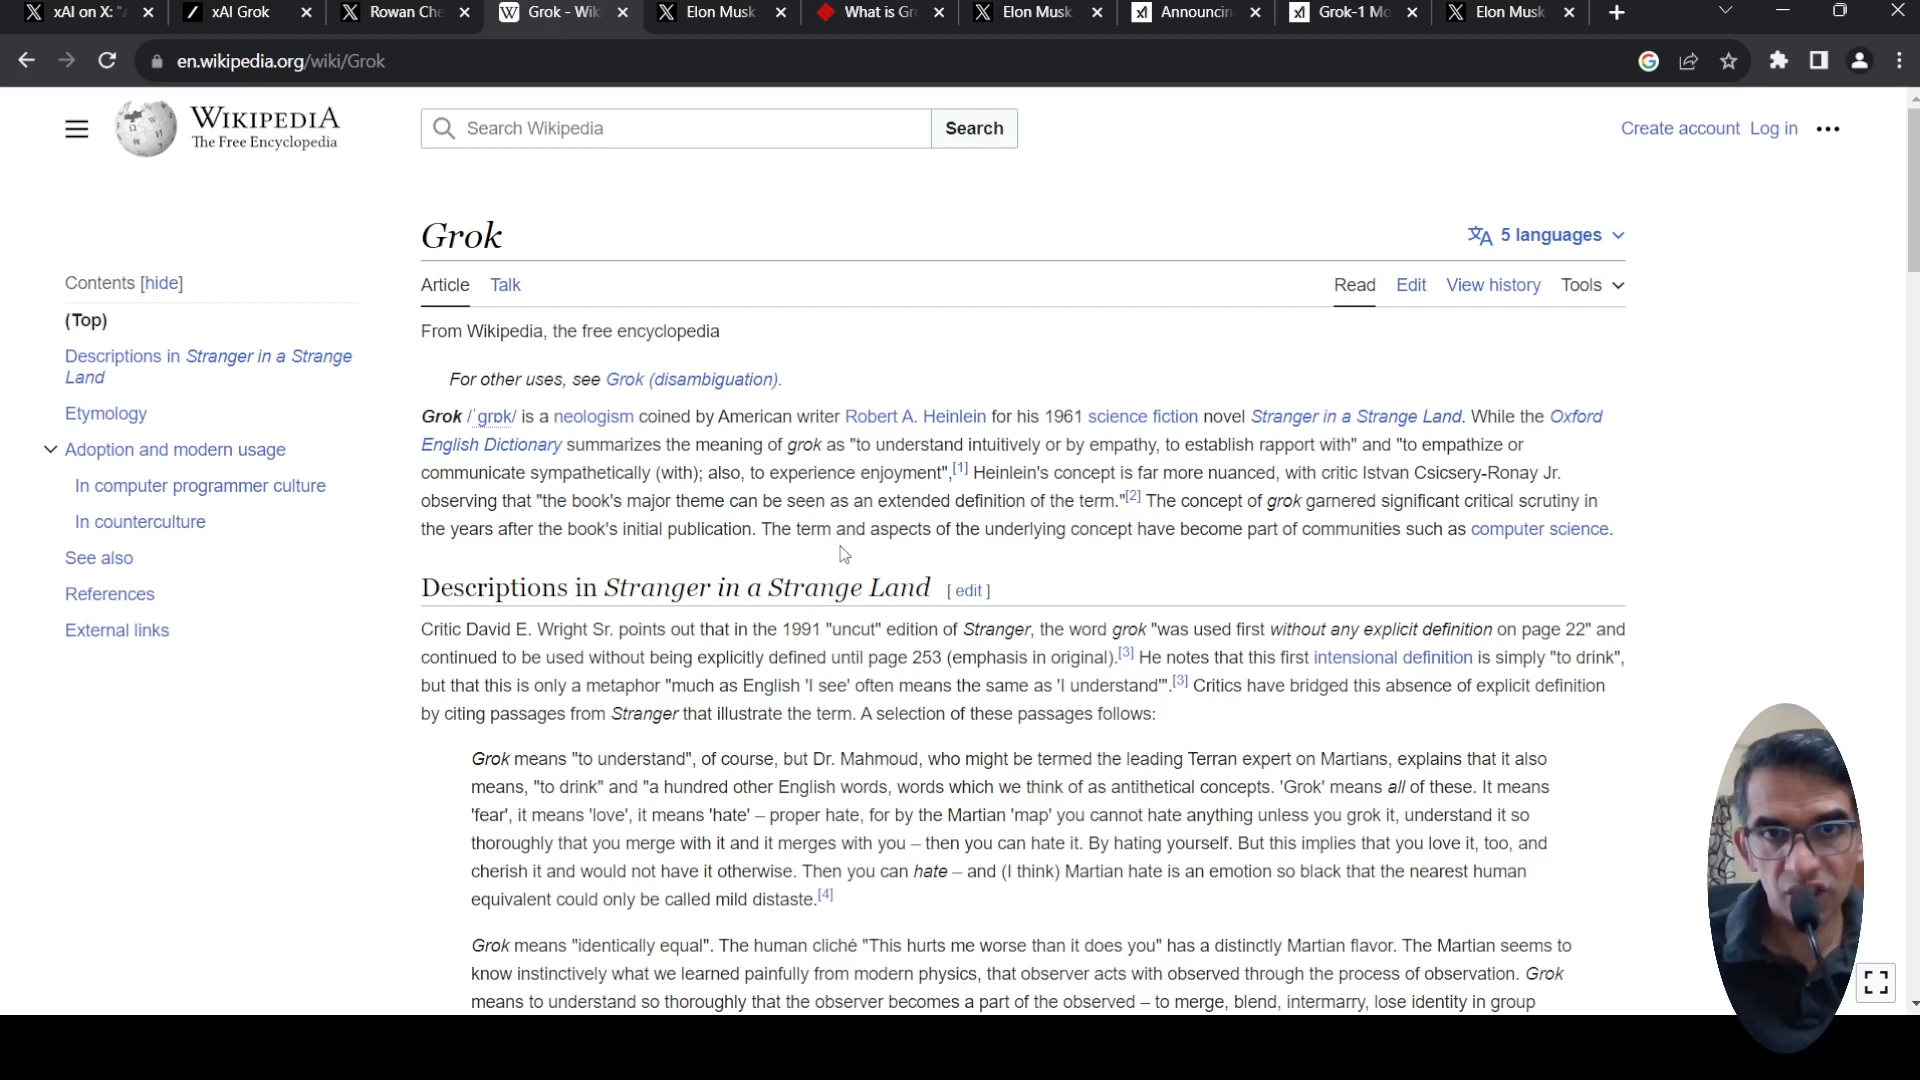 xAI on X: "
xAI Grok
Rowan Che
Grok - Wik
Elon Musk
What is Gr
Elon Musk
Announcin
Grok-1 Mo
Elon Musk
en.wikipedia.org/wiki/Grok
WIKIPEDIA
The Free Encyclopedia
Search Wikipedia
Search
Create account Log in
Grok
5 languages
Contents [hide]
Article Talk
Read Edit View history Tools
(Top)
From Wikipedia, the free encyclopedia
Descriptions in Stranger in a Strange
Land
Etymology
Adoption and modern usage
In computer programmer culture
In counterculture
See also
References
External links
For other uses, see Grok (disambiguation).
Grok /ˈɡrɒk/ is a neologism coined by American writer Robert A. Heinlein for his 1961 science fiction novel Stranger in a Strange Land. While the Oxford
English Dictionary summarizes the meaning of grok as "to understand intuitively or by empathy, to establish rapport with" and "to empathize or
communicate sympathetically (with); also, to experience enjoyment",[1] Heinlein's concept is far more nuanced, with critic Istvan Csicsery-Ronay Jr.
observing that "the book's major theme can be seen as an extended definition of the term."[2] The concept of grok garnered significant critical scrutiny in
the years after the book's initial publication. The term and aspects of the underlying concept have become part of communities such as computer science.
Descriptions in Stranger in a Strange Land [ edit ]
Critic David E. Wright Sr. points out that in the 1991 "uncut" edition of Stranger, the word grok "was used first without any explicit definition on page 22" and
continued to be used without being explicitly defined until page 253 (emphasis in original).[3] He notes that this first intensional definition is simply "to drink",
but that this is only a metaphor "much as English 'I see' often means the same as 'I understand'".[3] Critics have bridged this absence of explicit definition
by citing passages from Stranger that illustrate the term. A selection of these passages follows:
Grok means "to understand", of course, but Dr. Mahmoud, who might be termed the leading Terran expert on Martians, explains that it also
means, "to drink" and "a hundred other English words, words which we think of as antithetical concepts. 'Grok' means all of these. It means
'fear', it means 'love', it means 'hate' – proper hate, for by the Martian 'map' you cannot hate anything unless you grok it, understand it so
thoroughly that you merge with it and it merges with you – then you can hate it. By hating yourself. But this implies that you love it, too, and
cherish it and would not have it otherwise. Then you can hate – and (I think) Martian hate is an emotion so black that the nearest human
equivalent could only be called mild distaste.[4]
Grok means "identically equal". The human cliché "This hurts me worse than it does you" has a distinctly Martian flavor. The Martian seems to
know instinctively what we learned painfully from modern physics, that observer acts with observed through the process of observation. Grok
means to understand so thoroughly that the observer becomes a part of the observed – to merge, blend, intermarry, lose identity in group